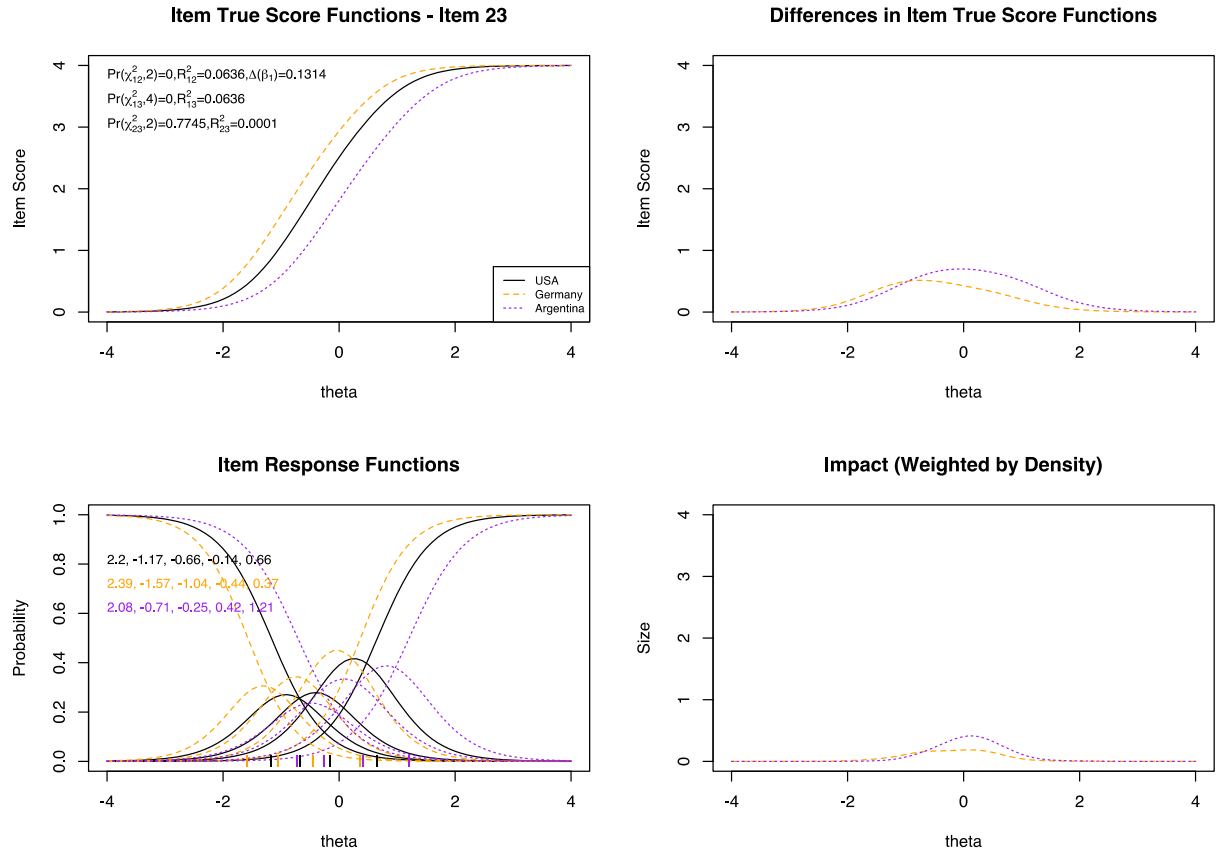 Item True Score Functions - Item 23
Pr(χ²₁₂,2)=0,R²₁₂=0.0636,Δ(β₁)=0.1314
Pr(χ²₁₃,4)=0,R²₁₃=0.0636
Pr(χ²₂₃,2)=0.7745,R²₂₃=0.0001
Item Score
4
3
2
1
0
USA
Germany
Argentina
-4 -2 0 2 4
theta
Differences in Item True Score Functions
Item Score
4
3
2
1
0
-4 -2 0 2 4
theta
Item Response Functions
2.2, -1.17, -0.66, -0.14, 0.66
2.39, -1.57, -1.04, -0.44, 0.37
2.08, -0.71, -0.25, 0.42, 1.21
Probability
1.0
0.8
0.6
0.4
0.2
0.0
-4 -2 0 2 4
theta
Impact (Weighted by Density)
Size
4
3
2
1
0
-4 -2 0 2 4
theta